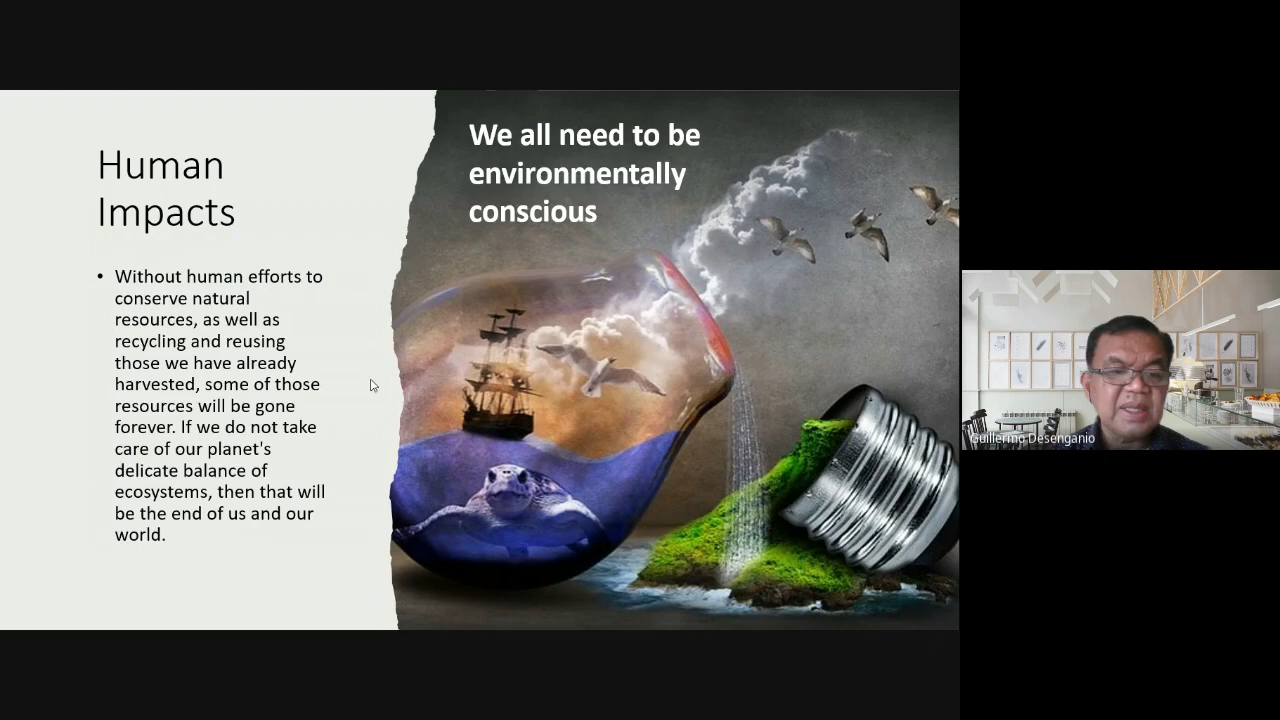 Human
Impacts
• Without human efforts to
conserve natural
resources, as well as
recycling and reusing
those we have already
harvested, some of those
resources will be gone
forever. If we do not take
care of our planet's
delicate balance of
ecosystems, then that will
be the end of us and our
world.
We all need to be
environmentally
conscious
Guillermo Desenganio